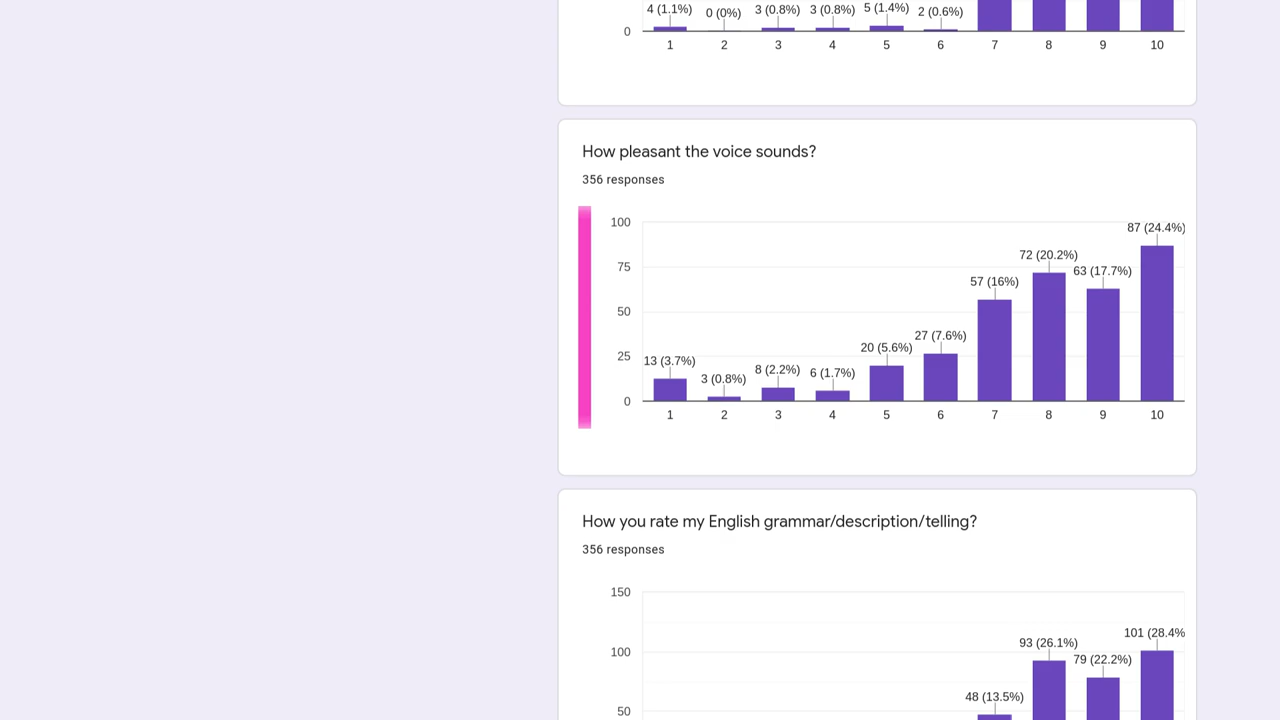 4 (1.1%) 0 (0%) 3 (0.8%) 3 (0.8%) 5 (1.4%) 2 (0.6%)
0
1 2 3 4 5 6 7 8 9 10
How pleasant the voice sounds?
356 responses
100
75
50
25
0
13 (3.7%) 3 (0.8%) 8 (2.2%) 6 (1.7%) 20 (5.6%) 27 (7.6%) 57 (16%) 72 (20.2%) 63 (17.7%) 87 (24.4%)
1 2 3 4 5 6 7 8 9 10
How you rate my English grammar/description/telling?
356 responses
150
100
50
48 (13.5%) 93 (26.1%) 79 (22.2%) 101 (28.4%